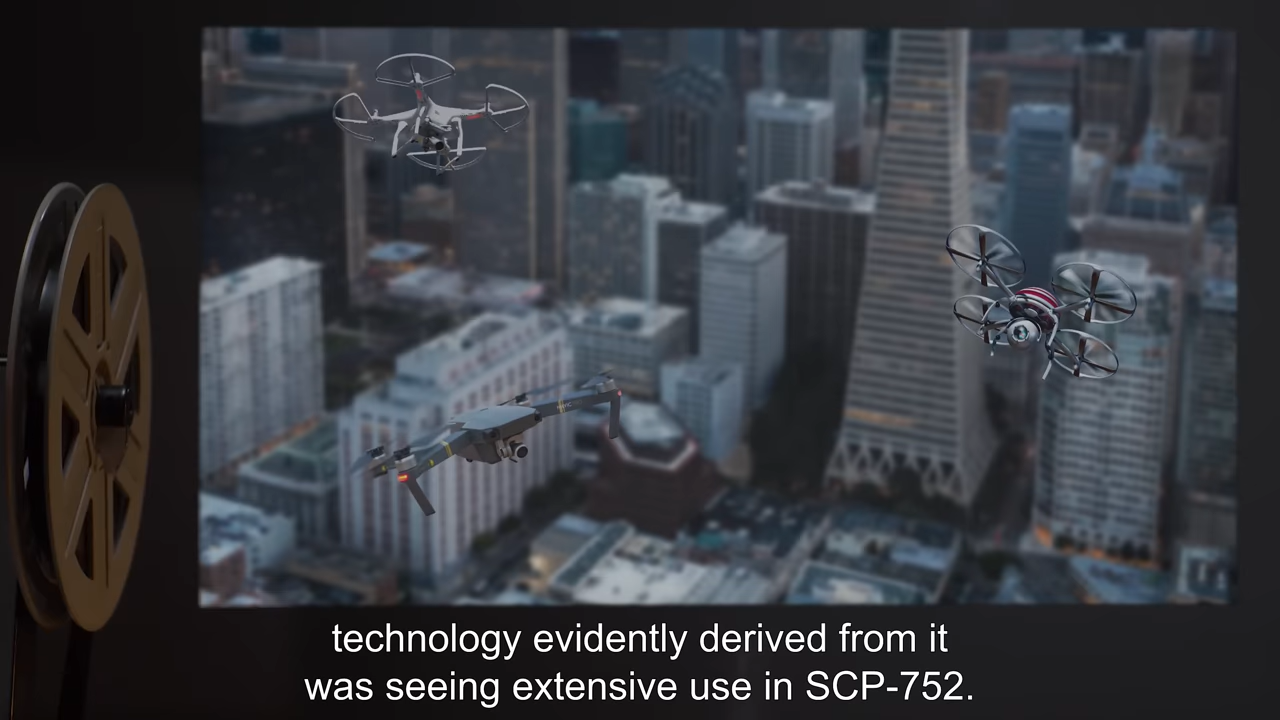 technology evidently derived from it
was seeing extensive use in SCP-752.